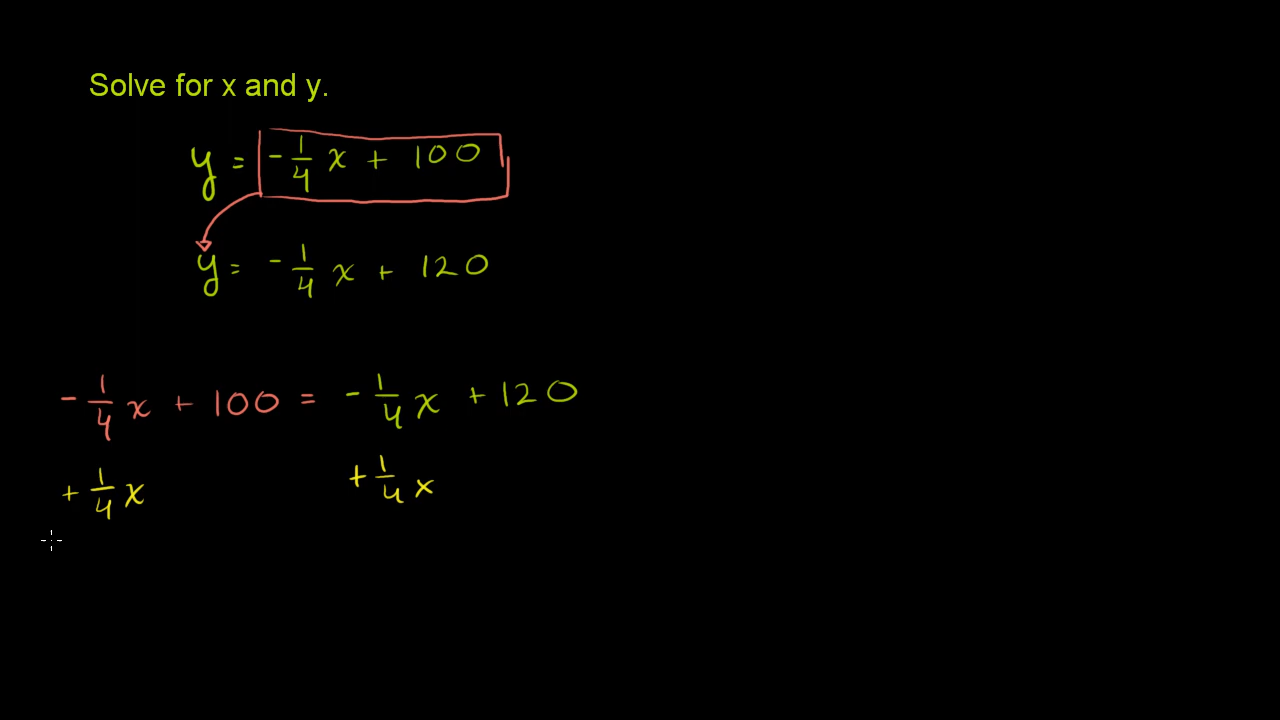 Solve for x and y.
y = -1/4 x + 100
y = -1/4 x + 120
-1/4 x + 100 = -1/4 x + 120
+1/4 x +1/4 x